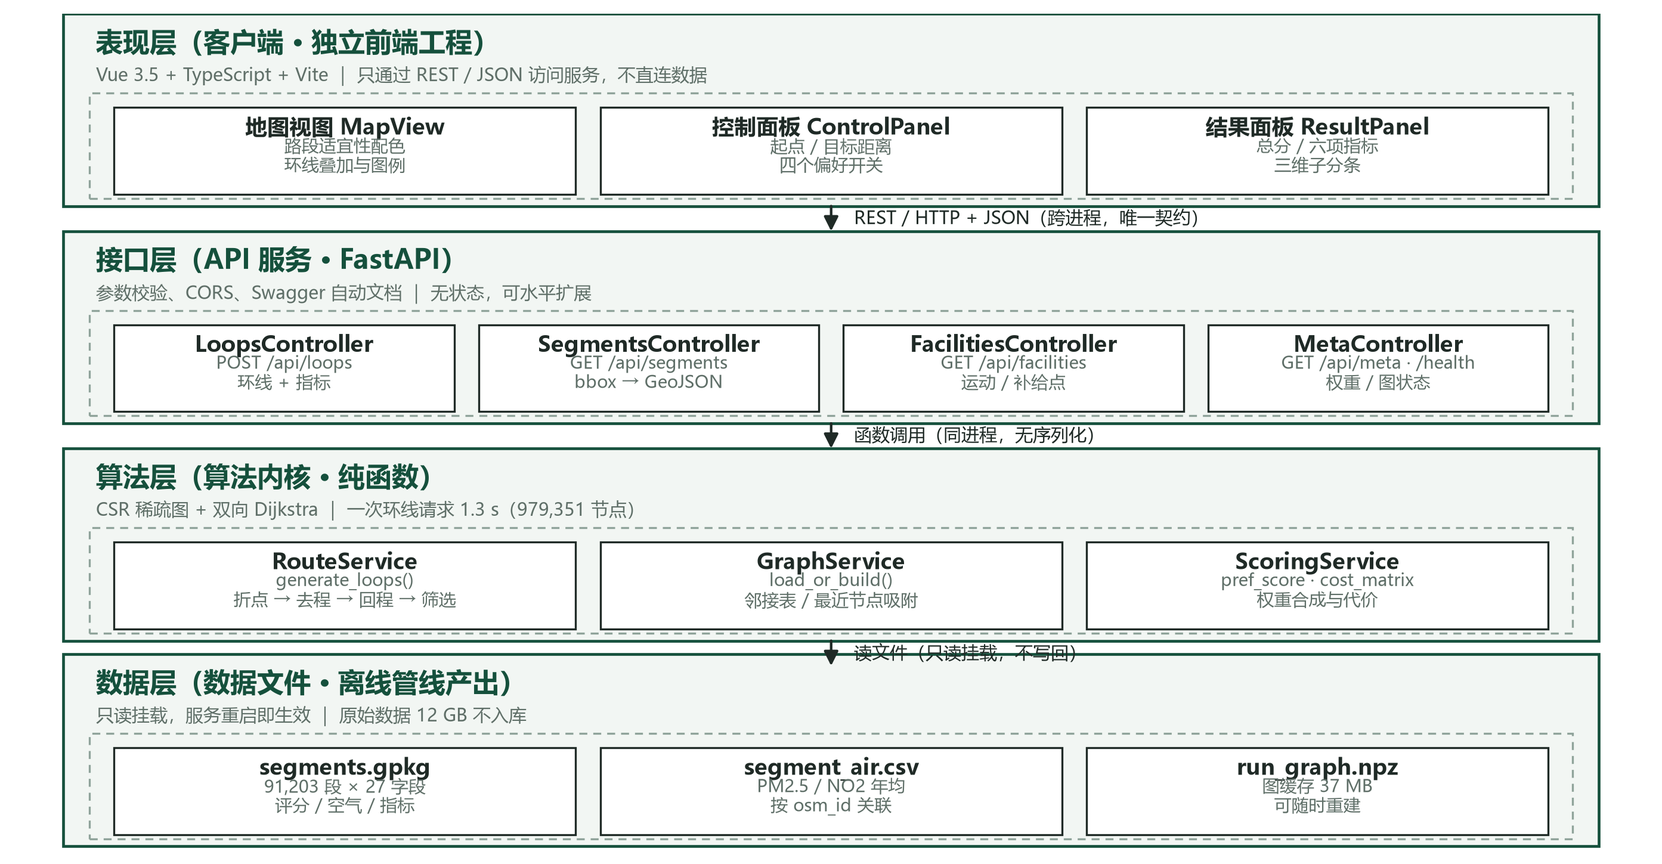 表现层（客户端 • 独立前端工程）
Vue 3.5 + TypeScript + Vite ｜ 只通过 REST / JSON 访问服务，不直连数据
地图视图 MapView
路段适宜性配色
环线叠加与图例
控制面板 ControlPanel
起点 / 目标距离
四个偏好开关
结果面板 ResultPanel
总分 / 六项指标
三维子分条
REST / HTTP + JSON（跨进程，唯一契约）
接口层（API 服务 • FastAPI）
参数校验、CORS、Swagger 自动文档 ｜ 无状态，可水平扩展
LoopsController
POST /api/loops
环线 + 指标
SegmentsController
GET /api/segments
bbox → GeoJSON
FacilitiesController
GET /api/facilities
运动 / 补给点
MetaController
GET /api/meta · /health
权重 / 图状态
函数调用（同进程，无序列化）
算法层（算法内核 • 纯函数）
CSR 稀疏图 + 双向 Dijkstra ｜ 一次环线请求 1.3 s（979,351 节点）
RouteService
generate_loops()
折点 → 去程 → 回程 → 筛选
GraphService
load_or_build()
邻接表 / 最近节点吸附
ScoringService
pref_score · cost_matrix
权重合成与代价
读文件（只读挂载，不写回）
数据层（数据文件 • 离线管线产出）
只读挂载，服务重启即生效 ｜ 原始数据 12 GB 不入库
segments.gpkg
91,203 段 × 27 字段
评分 / 空气 / 指标
segment_air.csv
PM2.5 / NO2 年均
按 osm_id 关联
run_graph.npz
图缓存 37 MB
可随时重建